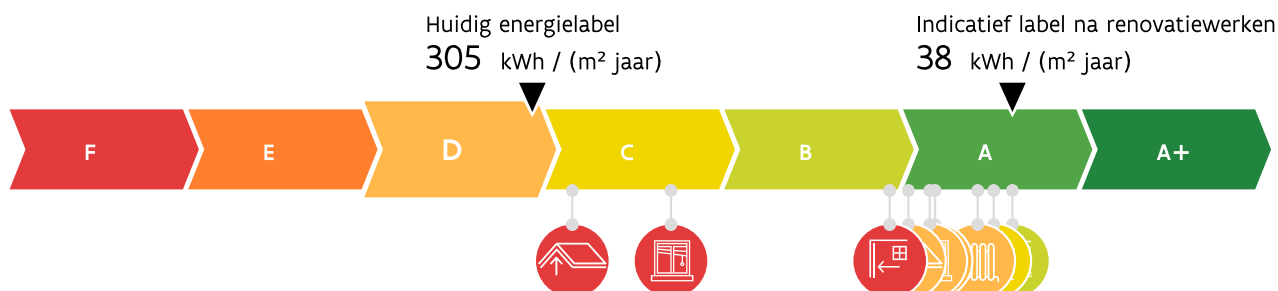 Huidig energielabel
305 kWh / (m² jaar)
Indicatief label na renovatiewerken
38 kWh / (m² jaar)
F E D C B A A+